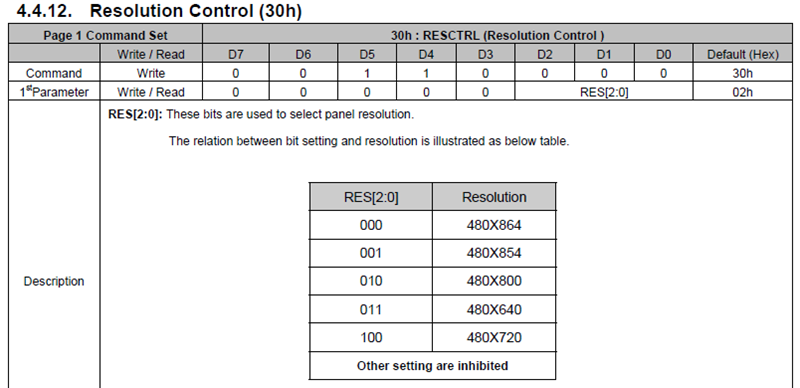 4.4.12. Resolution Control (30h)
Page 1 Command Set 30h : RESCTRL (Resolution Control )
Write / Read D7 D6 D5 D4 D3 D2 D1 D0 Default (Hex)
Command Write 0 0 1 1 0 0 0 0 30h
1stParameter Write / Read 0 0 0 0 0 RES[2:0] 02h
RES[2:0]: These bits are used to select panel resolution.
The relation between bit setting and resolution is illustrated as below table.
RES[2:0] Resolution
000 480X864
001 480X854
Description
010 480X800
011 480X640
100 480X720
Other setting are inhibited